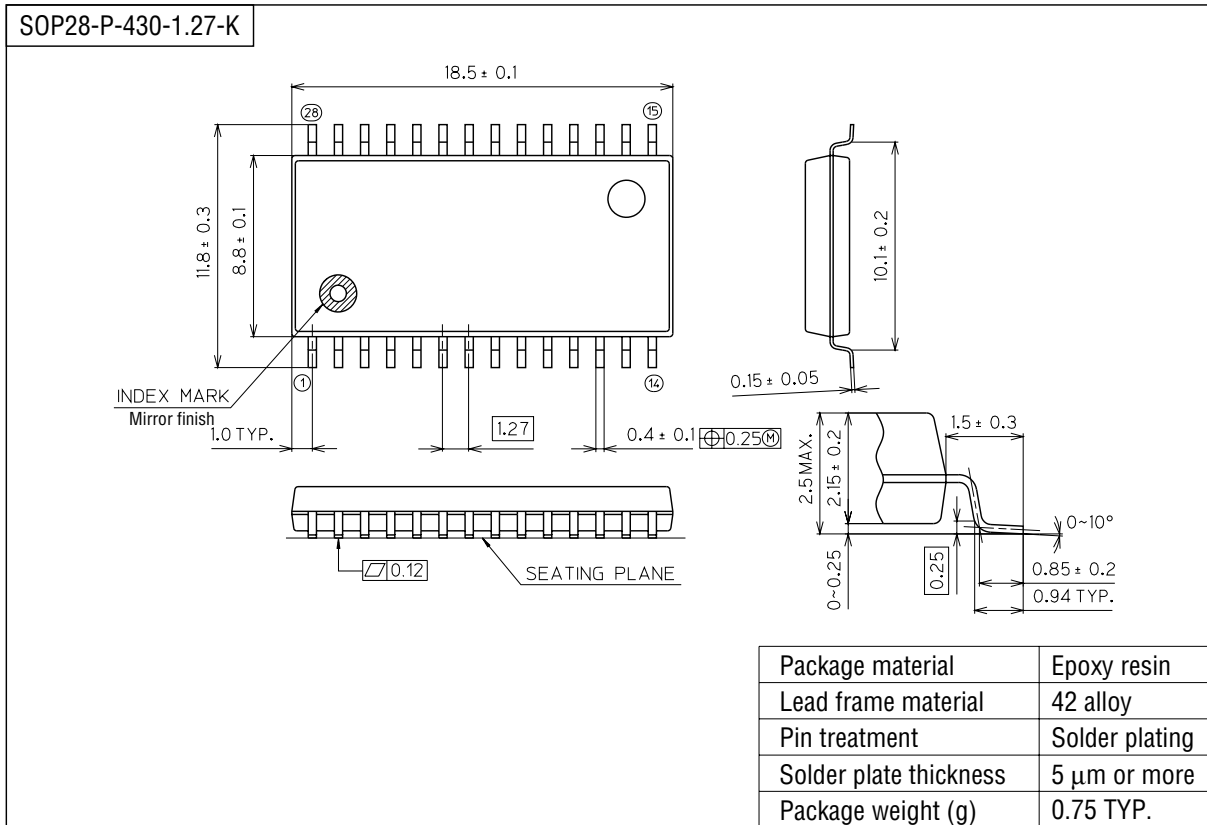 SOP28-P-430-1.27-K
18.5± 0.1
28
15
11.8± 0.3
8.8± 0.1
10.1± 0.2
1
14
INDEX MARK
Mirror finish
1.0 TYP.
1.27
0.4 ± 0.1
0.25Ⓜ
0.15± 0.05
1.5 ± 0.3
2.5 MAX.
2.15± 0.2
0~10°
0~0.25
0.25
0.85± 0.2
0.94 TYP.
0.12
SEATING PLANE
Package material Epoxy resin
Lead frame material 42 alloy
Pin treatment Solder plating
Solder plate thickness 5 µm or more
Package weight (g) 0.75 TYP.